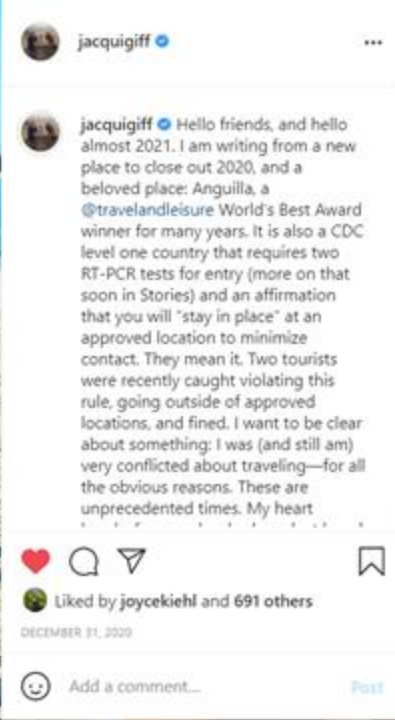 jacquigiff
jacquigiff Hello friends, and hello
almost 2021. I am writing from a new
place to close out 2020, and a
beloved place: Anguilla, a
@travelandleisure World's Best Award
winner for many years. It is also a CDC
level one country that requires two
RT-PCR tests for entry (more on that
soon in Stories) and an affirmation
that you will "stay in place" at an
approved location to minimize
contact. They mean it. Two tourists
were recently caught violating this
rule, going outside of approved
locations, and fined. I want to be clear
about something: I was (and still am)
very conflicted about traveling—for all
the obvious reasons. These are
unprecedented times. My heart
Liked by joycekiehl and 691 others
DECEMBER 31, 2020
Add a comment...
Post